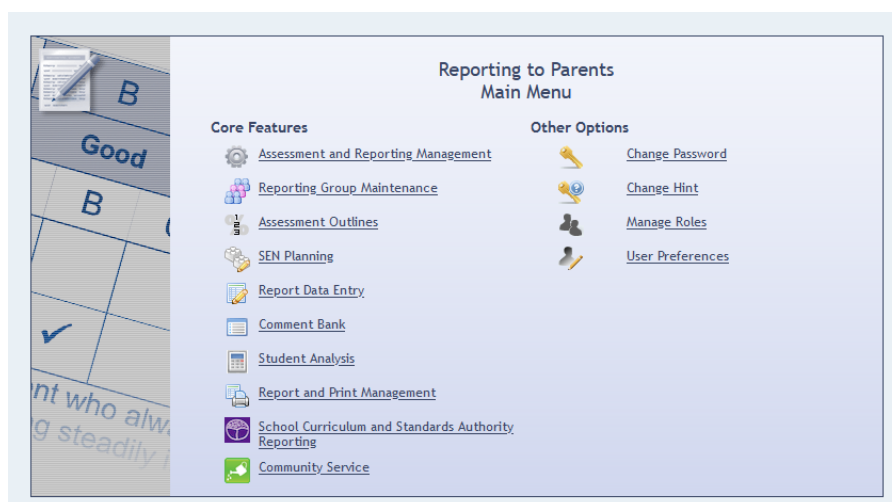 Reporting to Parents
Main Menu
Core Features
Assessment and Reporting Management
Reporting Group Maintenance
Assessment Outlines
SEN Planning
Report Data Entry
Comment Bank
Student Analysis
Report and Print Management
School Curriculum and Standards Authority
Reporting
Community Service
Other Options
Change Password
Change Hint
Manage Roles
User Preferences
B
Good
B
nt who alw
g steadily i